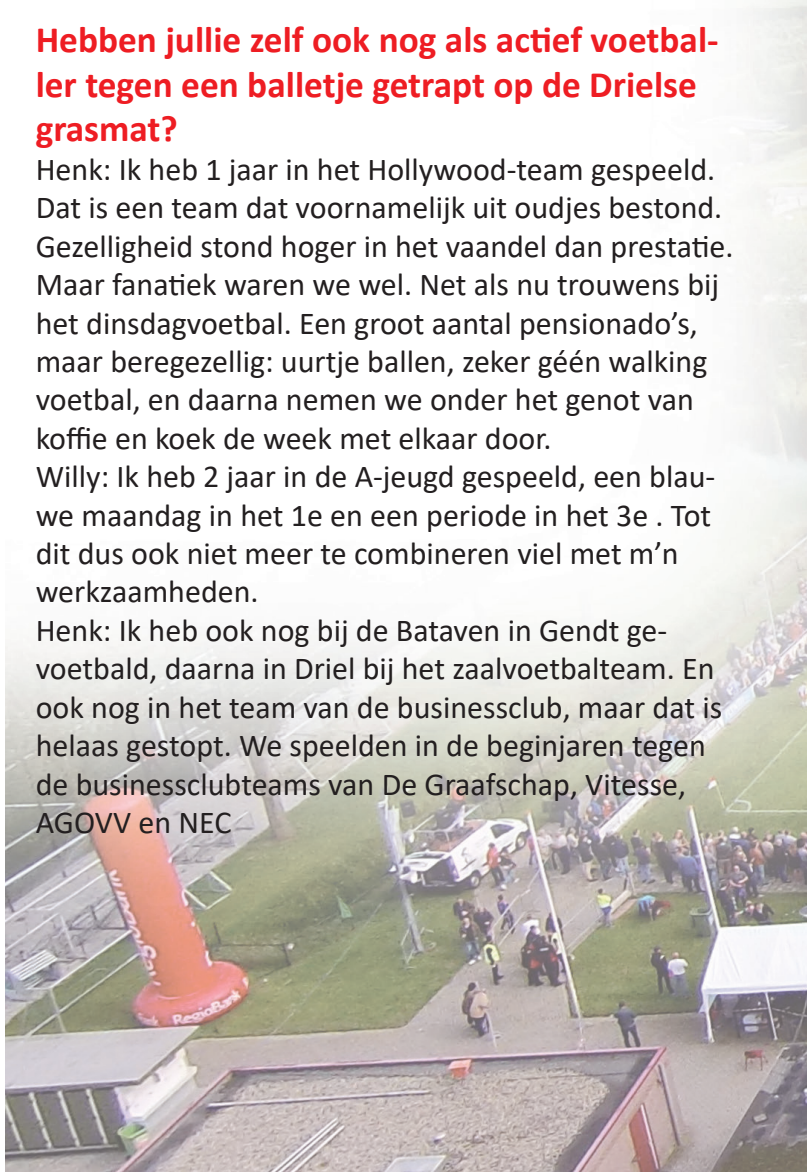 Hebben jullie zelf ook nog als actief voetbal-
ler tegen een balletje getrapt op de Drielse
grasmat?
Henk: Ik heb 1 jaar in het Hollywood-team gespeeld.
Dat is een team dat voornamelijk uit oudjes bestond.
Gezelligheid stond hoger in het vaandel dan prestatie.
Maar fanatiek waren we wel. Net als nu trouwens bij
het dinsdagvoetbal. Een groot aantal pensionado's,
maar beregezellig: uurtje ballen, zeker géén walking
voetbal, en daarna nemen we onder het genot van
koffie en koek de week met elkaar door.
Willy: Ik heb 2 jaar in de A-jeugd gespeeld, een blau-
we maandag in het 1e en een periode in het 3e . Tot
dit dus ook niet meer te combineren viel met m'n
werkzaamheden.
Henk: Ik heb ook nog bij de Bataven in Gendt ge-
voetbald, daarna in Driel bij het zaalvoetbalteam. En
ook nog in het team van de businessclub, maar dat is
helaas gestopt. We speelden in de beginjaren tegen
de businessclubteams van De Graafschap, Vitesse,
AGOVV en NEC
RegioBank